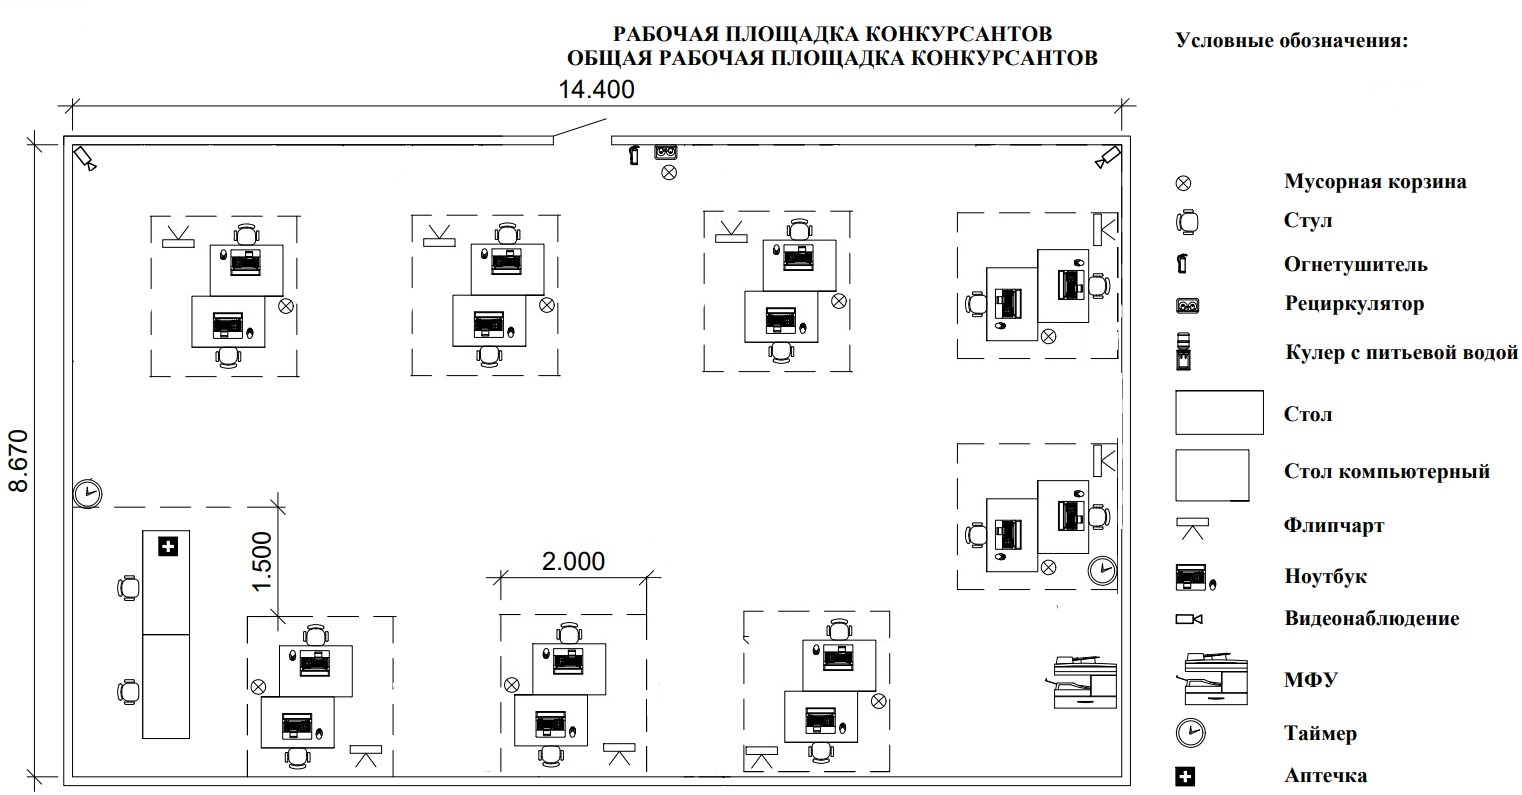 РАБОЧАЯ ПЛОЩАДКА КОНКУРСАНТОВ
ОБЩАЯ РАБОЧАЯ ПЛОЩАДКА КОНКУРСАНТОВ
Условные обозначения:
14.400
8.670
1.500
2.000
Мусорная корзина
Стул
Огнетушитель
Рециркулятор
Кулер с питьевой водой
Стол
Стол компьютерный
Флипчарт
Ноутбук
Видеонаблюдение
МФУ
Таймер
Аптечка